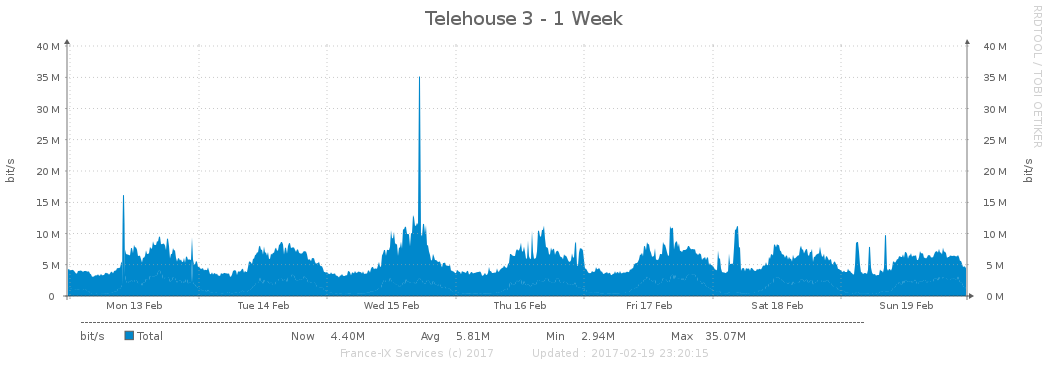 Telehouse 3 - 1 Week
RRDTOOL / TOBI OETIKER
bit/s
40 M 40 M
35 M 35 M
30 M 30 M
25 M 25 M
20 M 20 M
15 M 15 M
10 M 10 M
5 M 5 M
0 0 M
bit/s
Mon 13 Feb Tue 14 Feb Wed 15 Feb Thu 16 Feb Fri 17 Feb Sat 18 Feb Sun 19 Feb
bit/s Total Now 4.40M Avg 5.81M Min 2.94M Max 35.07M
France-IX Services (c) 2017 Updated : 2017-02-19 23:20:15